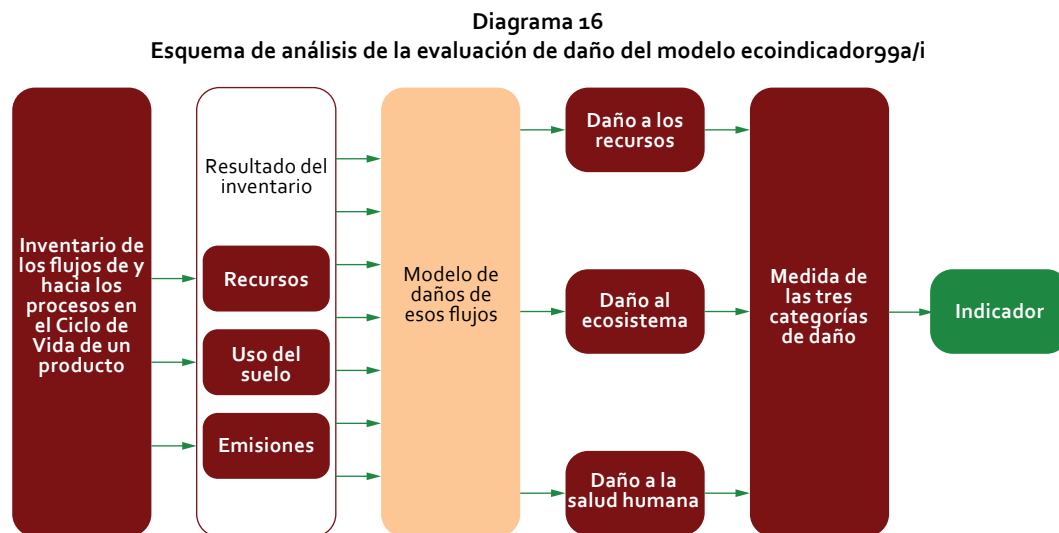 Diagrama 16
Esquema de análisis de la evaluación de daño del modelo ecoindicador99a/i
Inventario de
los flujos de y
hacia los
procesos en
el Ciclo de
Vida de un
producto
Resultado del
inventario
Recursos
Uso del
suelo
Emisiones
Modelo de
daños de
esos flujos
Daño a los
recursos
Daño al
ecosistema
Daño a la
salud humana
Medida de
las tres
categorías
de daño
Indicador